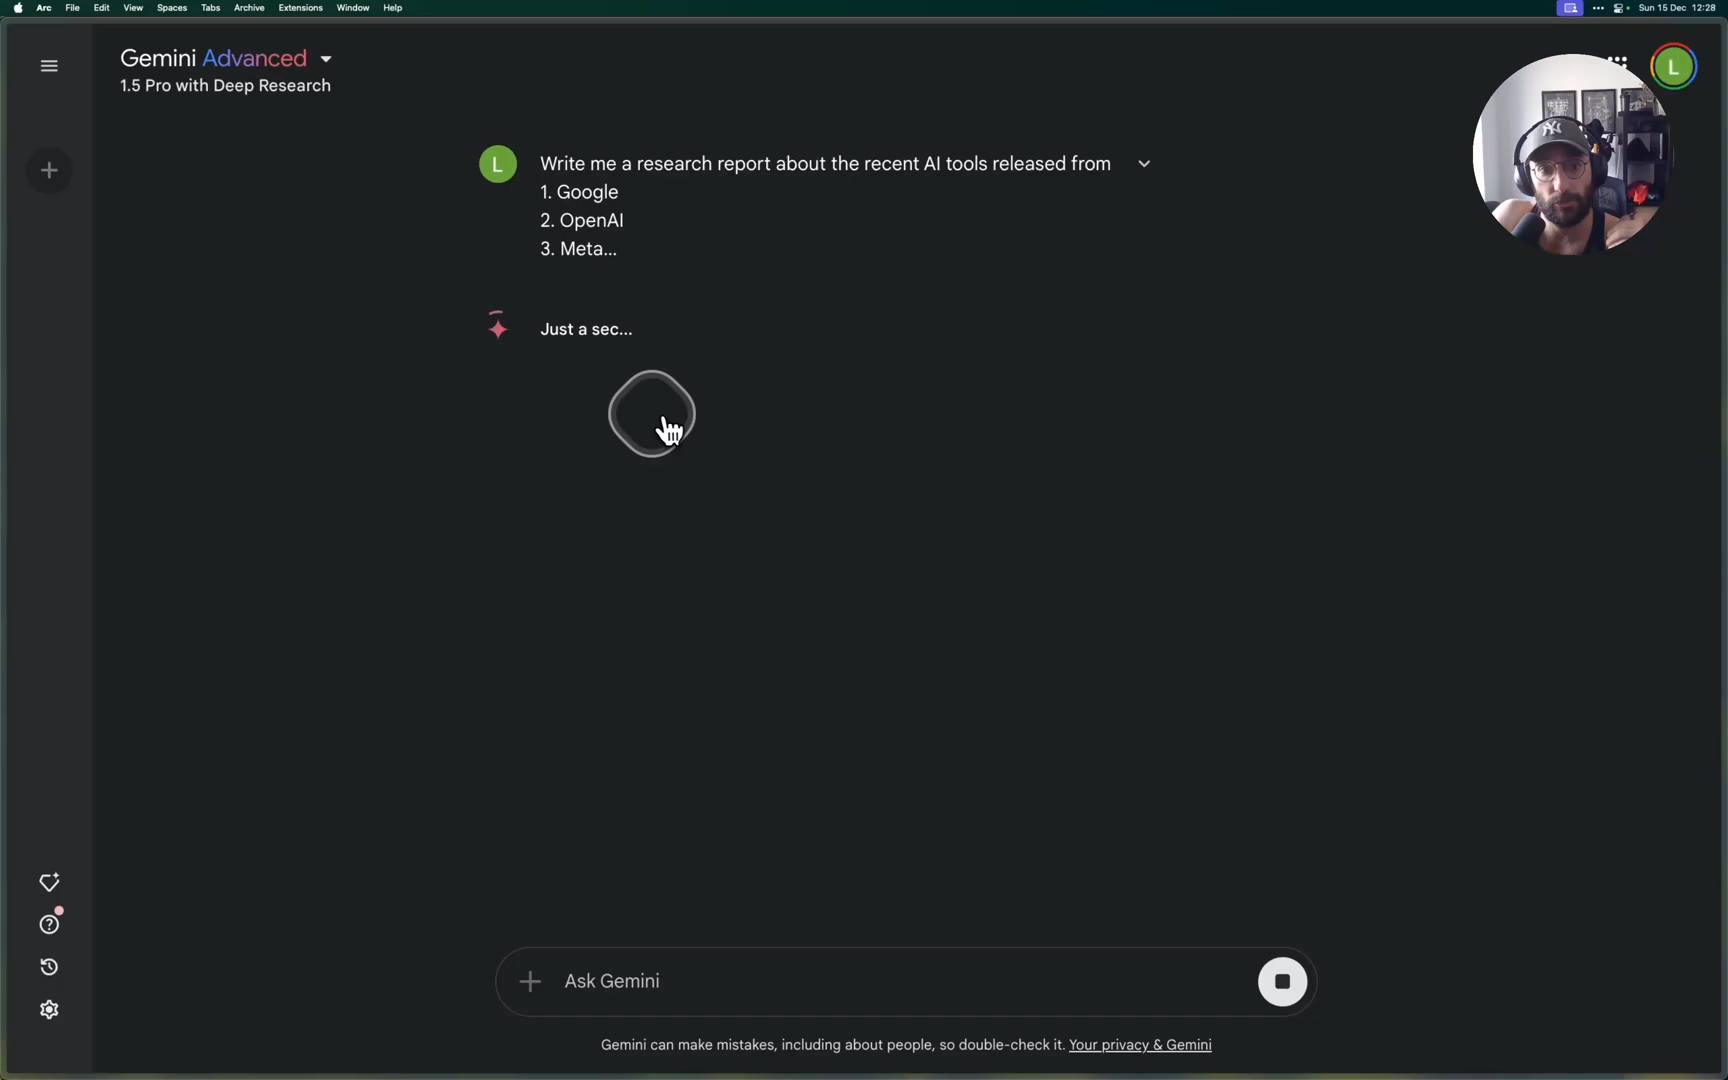 Arc File Edit View Spaces Tabs Archive Extensions Window Help Sun 15 Dec 12:28
Gemini Advanced
1.5 Pro with Deep Research
L
L
Write me a research report about the recent AI tools released from
1. Google
2. OpenAI
3. Meta...
Just a sec...
Ask Gemini
Gemini can make mistakes, including about people, so double-check it. Your privacy & Gemini